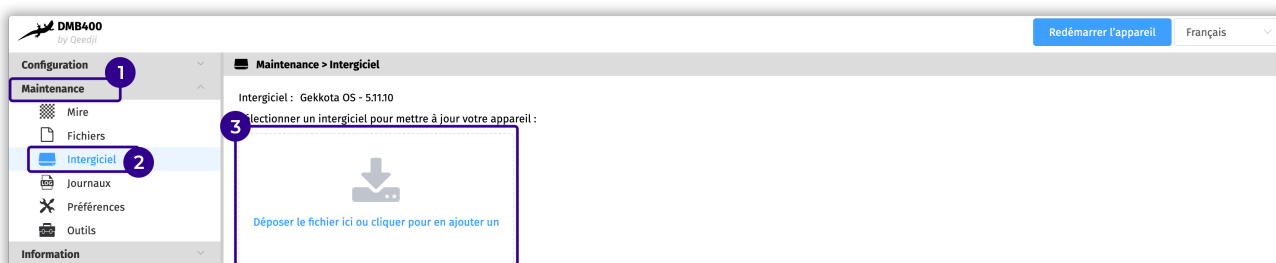 DMB400
by Qeedji
Redémarrer l'appareil
Français
Configuration
1
Maintenance
Mire
Fichiers
Intergiciel
2
LOG
Journaux
Préférences
Outils
Information
Maintenance > Intergiciel
Intergiciel : Gekkota OS - 5.11.10
3
électionner un intergiciel pour mettre à jour votre appareil :
Déposer le fichier ici ou cliquer pour en ajouter un